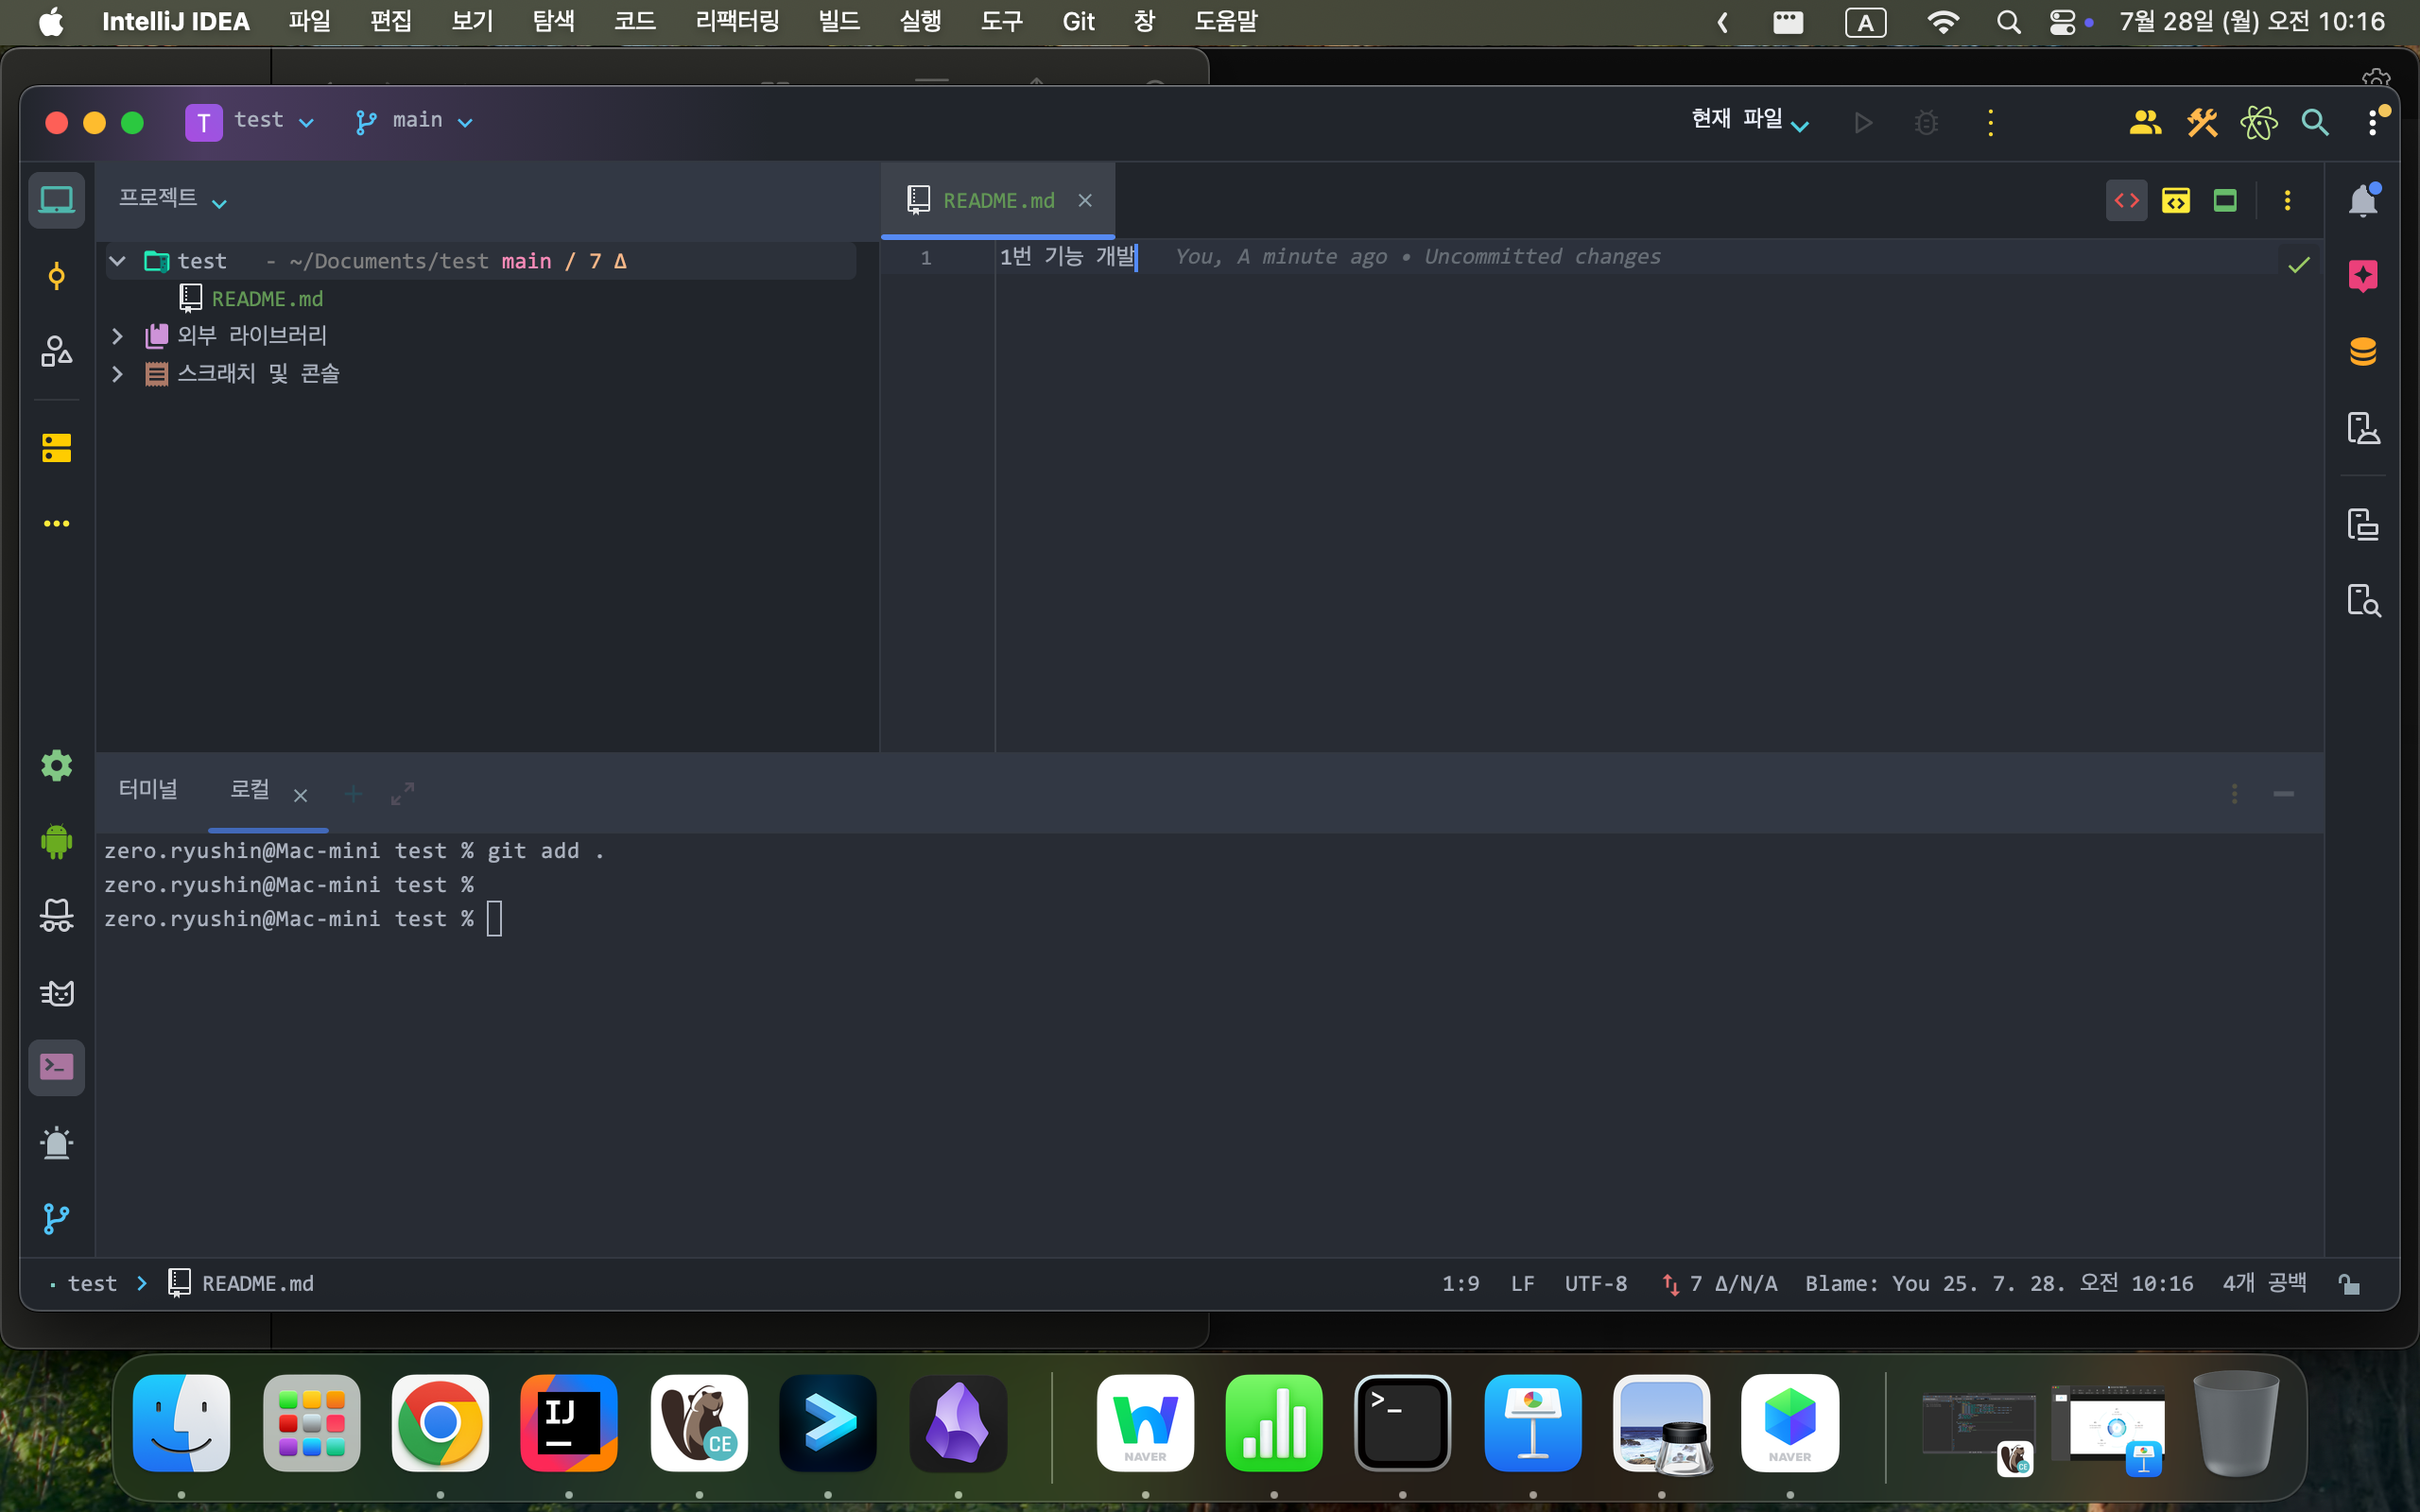 IntelliJ IDEA 파일 편집 보기 탐색 코드 리팩터링 빌드 실행 도구 Git 창 도움말 A 7월 28일 (월) 오전 10:16
T test main 현재 파일
프로젝트 README.md
test - ~/Documents/test main / 7 Δ
1 1번 기능 개발 You, A minute ago • Uncommitted changes
README.md
외부 라이브러리
스크래치 및 콘솔
터미널 로컬
zero.ryushin@Mac-mini test % git add .
zero.ryushin@Mac-mini test %
zero.ryushin@Mac-mini test %
test > README.md 1:9 LF UTF-8 7 Δ/N/A Blame: You 25. 7. 28. 오전 10:16 4개 공백
IJ CE NAVER >_ NAVER CE